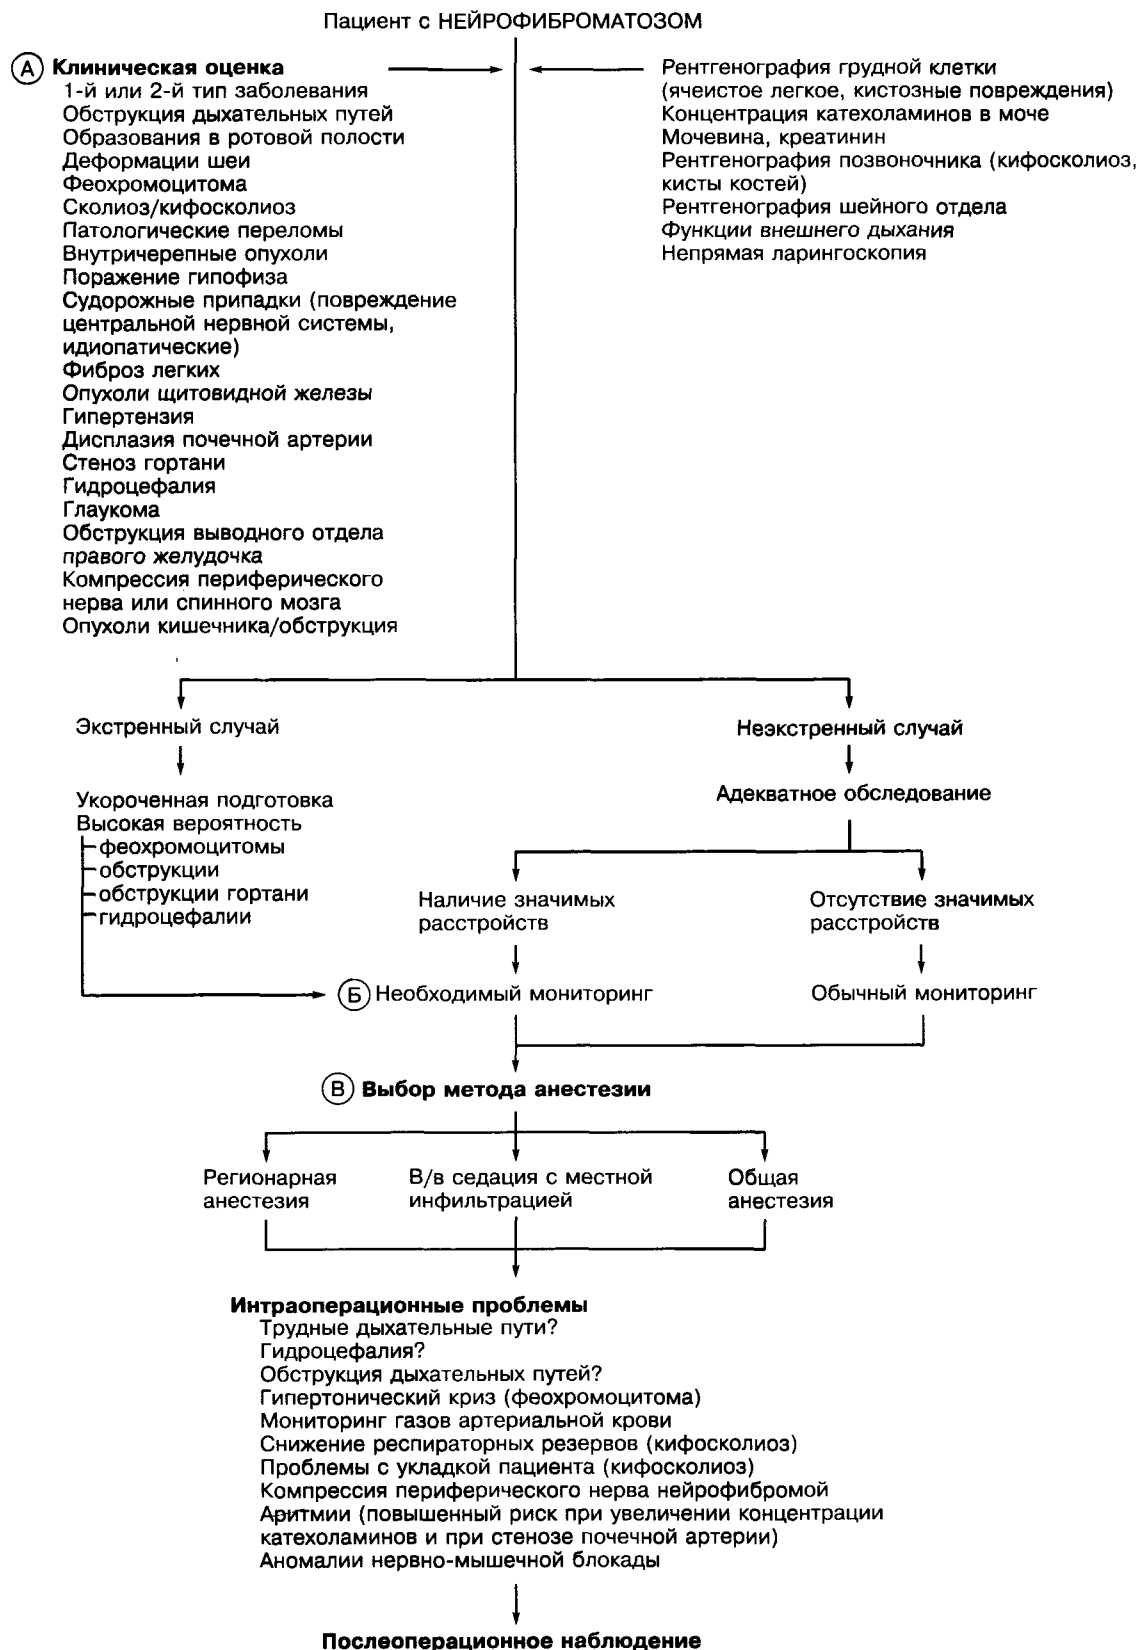 Пациент с НЕЙРОФИБРОМАТОЗОМ
А Клиническая оценка
1-й или 2-й тип заболевания
Обструкция дыхательных путей
Образования в ротовой полости
Деформации шеи
Феохромоцитома
Сколиоз/кифосколиоз
Патологические переломы
Внутричерепные опухоли
Поражение гипофиза
Судорожные припадки (повреждение
центральной нервной системы,
идиопатические)
Фиброз легких
Опухоли щитовидной железы
Гипертензия
Дисплазия почечной артерии
Стеноз гортани
Гидроцефалия
Глаукома
Обструкция выводного отдела
правого желудочка
Компрессия периферического
нерва или спинного мозга
Опухоли кишечника/обструкция
Рентгенография грудной клетки
(ячеистое легкое, кистозные повреждения)
Концентрация катехоламинов в моче
Мочевина, креатинин
Рентгенография позвоночника (кифосколиоз,
кисты костей)
Рентгенография шейного отдела
Функции внешнего дыхания
Непрямая ларингоскопия
Экстренный случай
Неэкстренный случай
Укороченная подготовка
Высокая вероятность
феохромоцитомы
обструкции
обструкции гортани
гидроцефалии
Адекватное обследование
Наличие значимых
расстройств
Отсутствие значимых
расстройств
Б Необходимый мониторинг
Обычный мониторинг
В Выбор метода анестезии
Регионарная
анестезия
В/в седация с местной
инфильтрацией
Общая
анестезия
Интраоперационные проблемы
Трудные дыхательные пути?
Гидроцефалия?
Обструкция дыхательных путей?
Гипертонический криз (феохромоцитома)
Мониторинг газов артериальной крови
Снижение респираторных резервов (кифосколиоз)
Проблемы с укладкой пациента (кифосколиоз)
Компрессия периферического нерва нейрофибромой
Аритмии (повышенный риск при увеличении концентрации
катехоламинов и при стенозе почечной артерии)
Аномалии нервно-мышечной блокады
Послеоперационное наблюдение